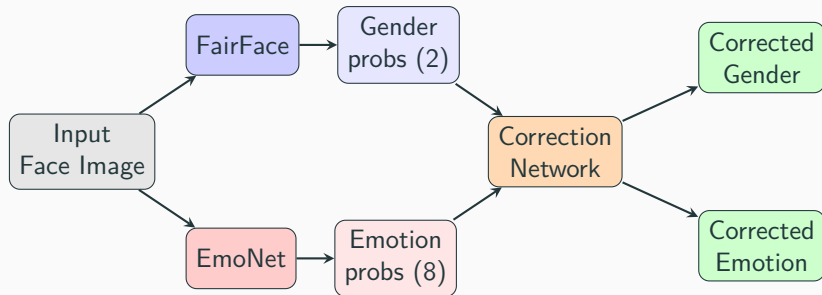 Input
Face Image
FairFace
Gender
probs (2)
EmoNet
Emotion
probs (8)
Correction
Network
Corrected
Gender
Corrected
Emotion